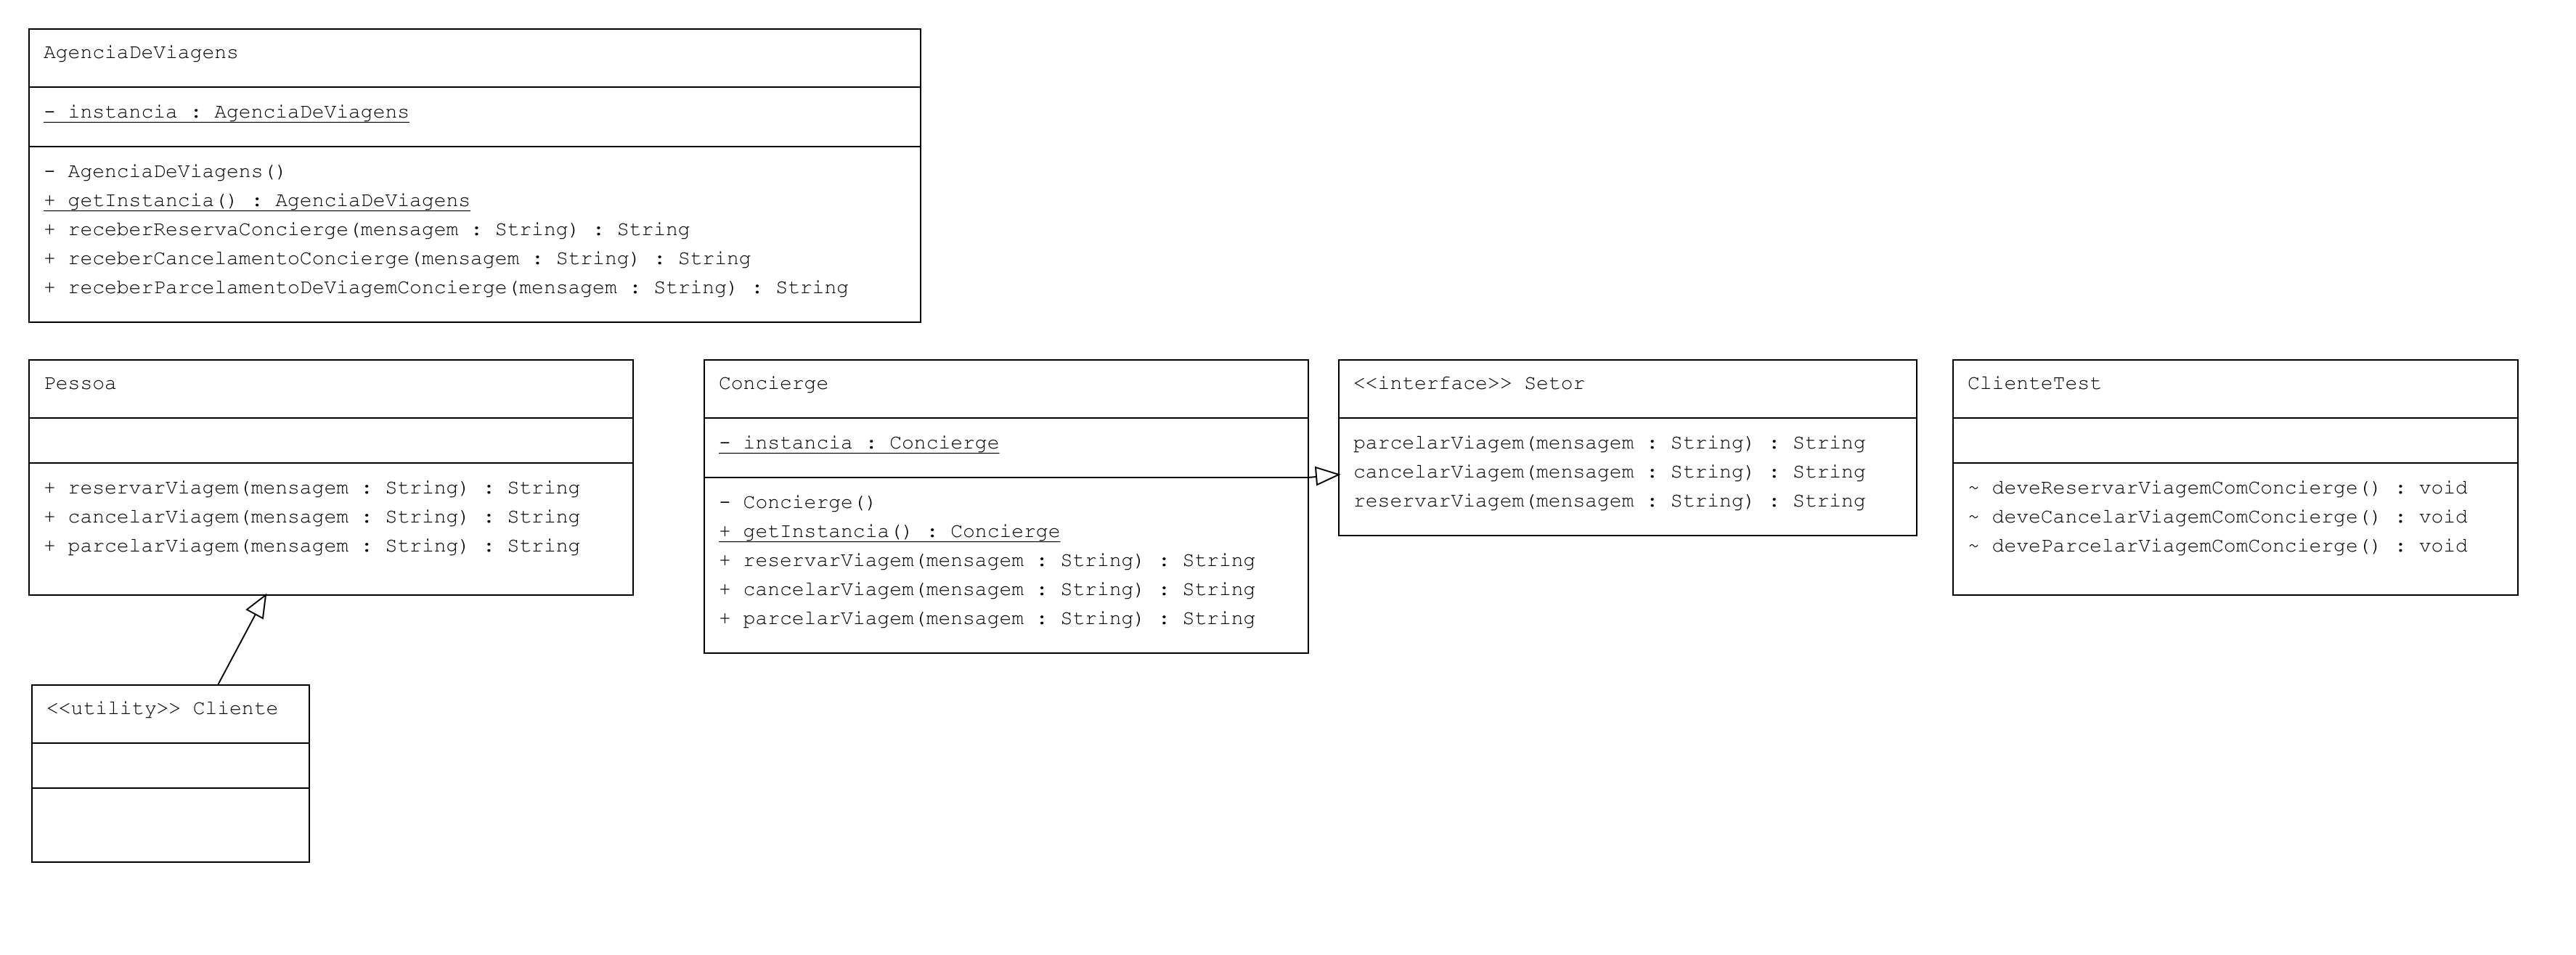 AgenciaDeViagens
- instancia : AgenciaDeViagens
- AgenciaDeViagens()
+ getInstancia() : AgenciaDeViagens
+ receberReservaConcierge(mensagem : String) : String
+ receberCancelamentoConcierge(mensagem : String) : String
+ receberParcelamentoDeViagemConcierge(mensagem : String) : String
Pessoa
+ reservarViagem(mensagem : String) : String
+ cancelarViagem(mensagem : String) : String
+ parcelarViagem(mensagem : String) : String
Concierge
- instancia : Concierge
- Concierge()
+ getInstancia() : Concierge
+ reservarViagem(mensagem : String) : String
+ cancelarViagem(mensagem : String) : String
+ parcelarViagem(mensagem : String) : String
<<interface>> Setor
parcelarViagem(mensagem : String) : String
cancelarViagem(mensagem : String) : String
reservarViagem(mensagem : String) : String
ClienteTest
~ deveReservarViagemComConcierge() : void
~ deveCancelarViagemComConcierge() : void
~ deveParcelarViagemComConcierge() : void
<<utility>> Cliente